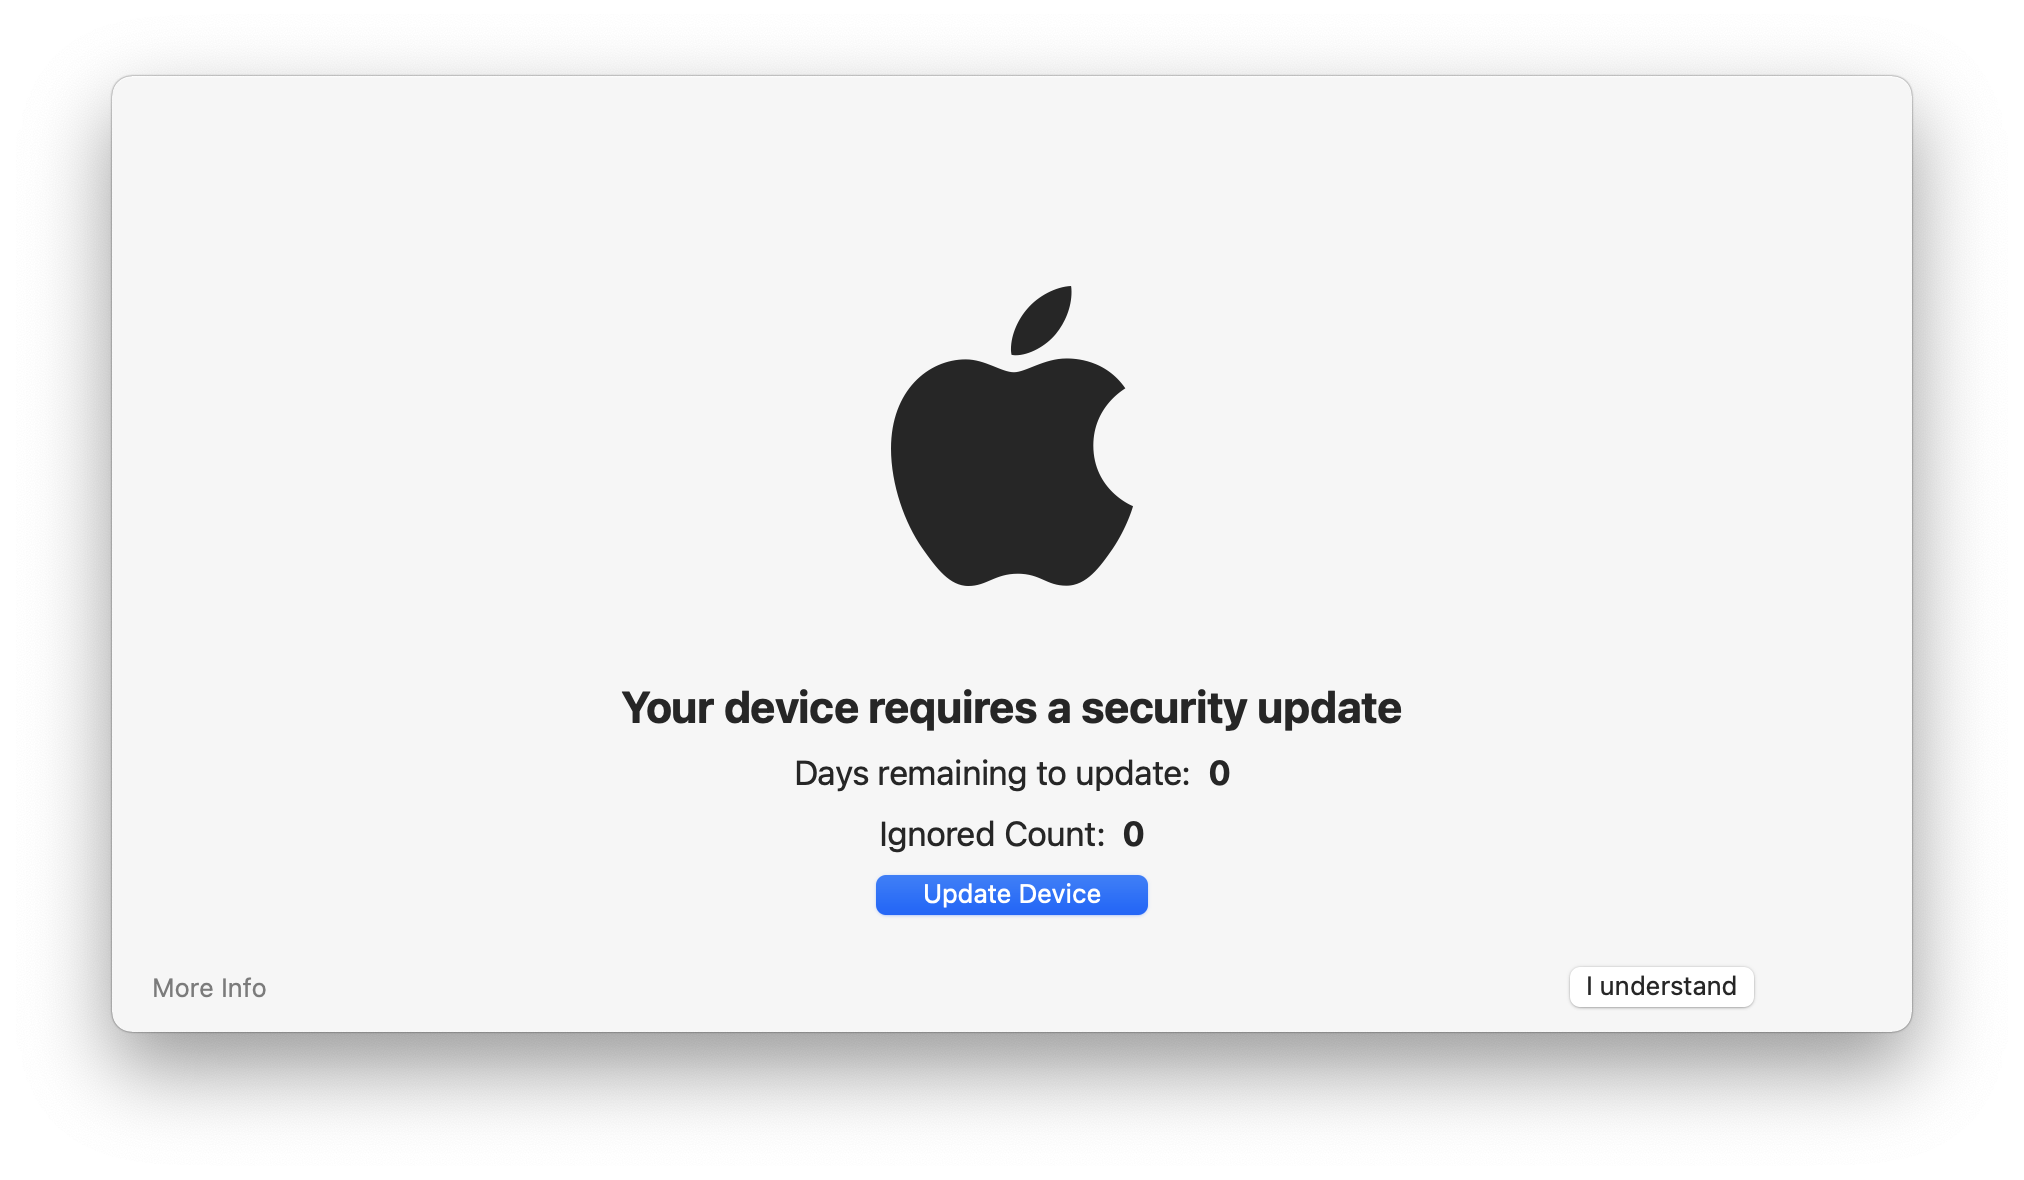 Your device requires a security update
Days remaining to update: 0
Ignored Count: 0
Update Device
More Info
I understand